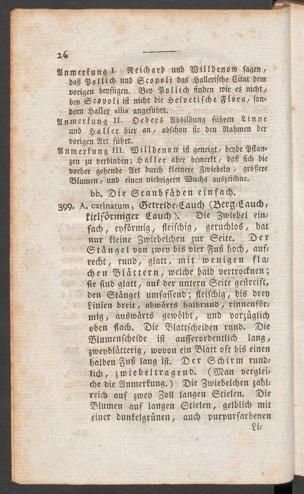 26
Anmerkung I. Reichard und Willdenow sagen,
daß Pollich und Scopoli das Hallerische Citat dem
vorigen beyfügen. Bey Pollich finden wir es nicht,
bey Scopoli ist nicht die Helvetische Flora, son-
dern Haller allia angeführt.
Anmerkung II. Oeders Abbildung führen Linne
und Haller hier an, obschon sie den Nahmen der
vorigen Art führt.
Anmerkung III. Willdenow ist geneigt, beyde Pflan-
zen zu verbinden; Haller aber bemerkt, daß sich die
vorher gehende Art durch kleinere Zwiebeln, größere
Blumen, und einen niedrigern Wuchs auszeichne.
bb. Die Staubfäden einfach.
399. A. carinatum, Getreide-Lauch (Berg-Lauch,
kielförmiger Lauch). Die Zwiebel ein-
fach, eyförmig, fleischig, geruchlos, hat
nur kleine Zwiebelchen zur Seite. Der
Stängel von zwey bis vier Fuß hoch, auf-
recht, rund, glatt, mit wenigen fla-
chen Blättern, welche bald vertrocknen;
sie sind glatt, auf der untern Seite gestreift,
den Stängel umfassend; fleischig, bis drey
Linien breit, abwärts halbrund, rinnenför-
mig, auswärts gewölbt, und vorzüglich
oben flach. Die Blattscheiden rund. Die
Blumenscheide ist ausserordentlich lang,
zweyblätterig, wovon ein Blatt oft bis einen
halben Fuß lang ist. Der Schirm rund-
lich, zwiebeltragend. (Man verglei-
che die Anmerkung.) Die Zwiebelchen zahl-
reich auf zwey Zoll langen Stielen. Die
Blumen auf langen Stielen, gelblich mit
einer dunkelgrünen, auch purpurfarbenen
Li-